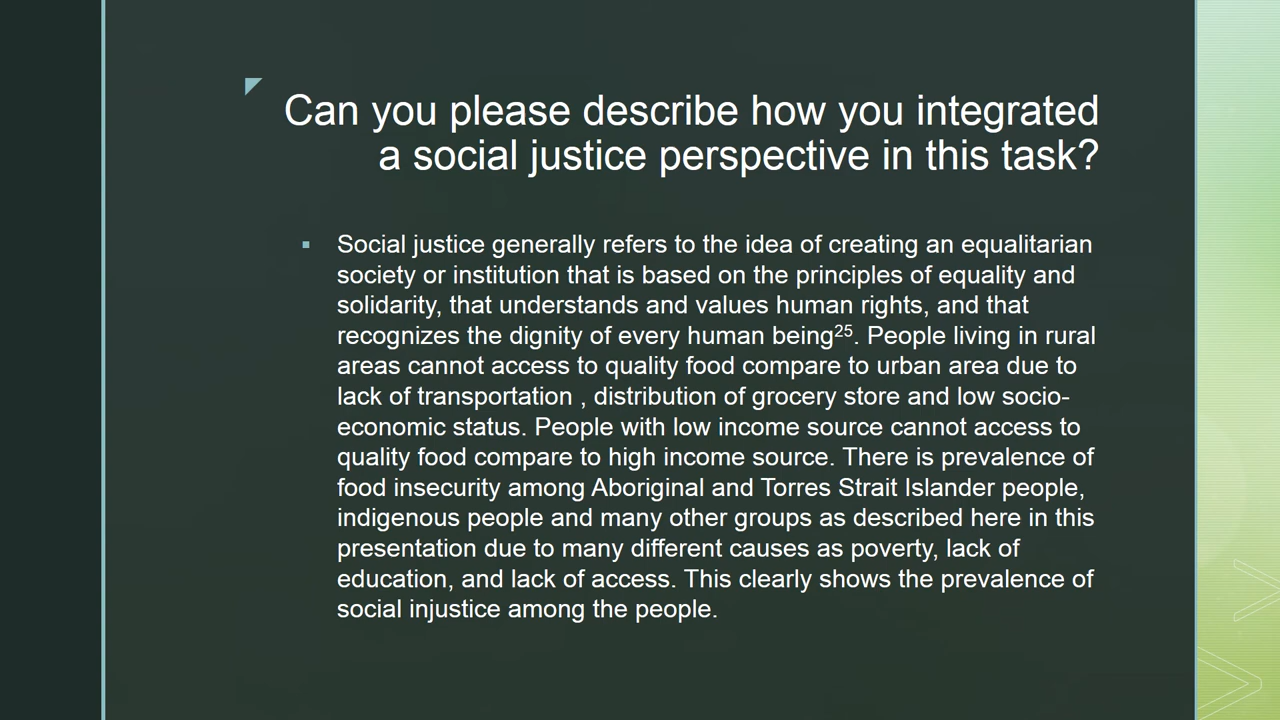 Can you please describe how you integrated
a social justice perspective in this task?
Social justice generally refers to the idea of creating an equalitarian
society or institution that is based on the principles of equality and
solidarity, that understands and values human rights, and that
recognizes the dignity of every human being²⁵. People living in rural
areas cannot access to quality food compare to urban area due to
lack of transportation , distribution of grocery store and low socio-
economic status. People with low income source cannot access to
quality food compare to high income source. There is prevalence of
food insecurity among Aboriginal and Torres Strait Islander people,
indigenous people and many other groups as described here in this
presentation due to many different causes as poverty, lack of
education, and lack of access. This clearly shows the prevalence of
social injustice among the people.